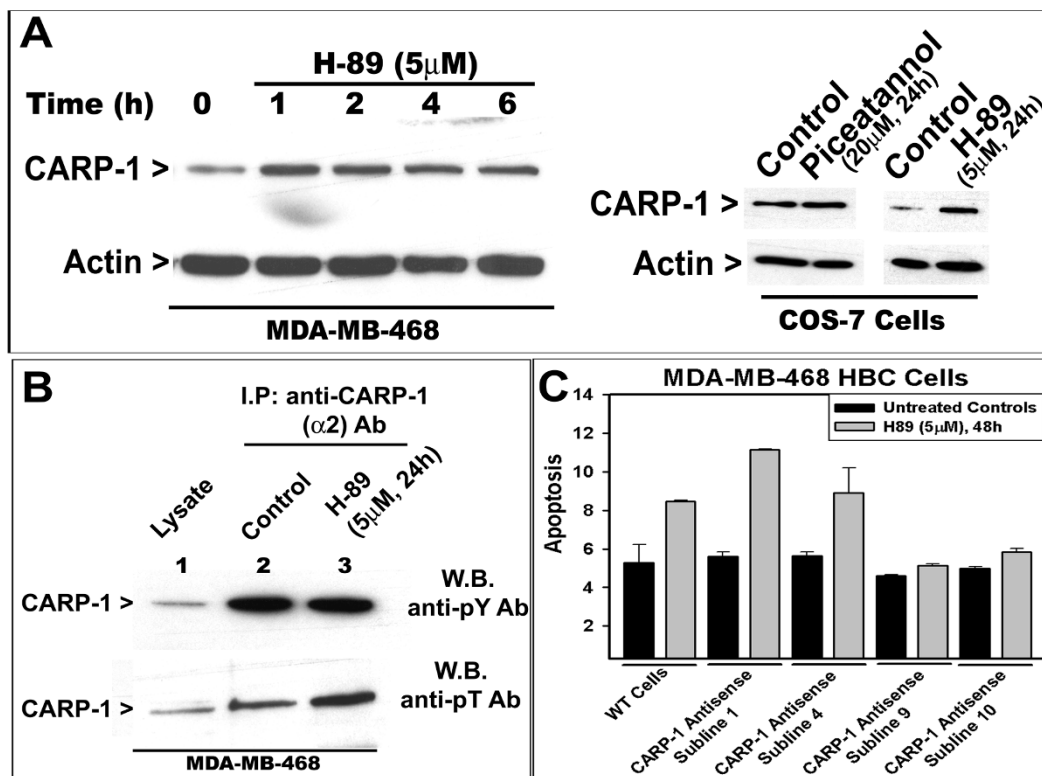 A
H-89 (5μM)
Time (h) 0 1 2 4 6
CARP-1 >
Actin >
MDA-MB-468
Control
Piceatannol
(20μM, 24h)
Control
H-89
(5μM, 24h)
CARP-1 >
Actin >
COS-7 Cells
B
I.P: anti-CARP-1
(α2) Ab
Lysate
Control
H-89
(5μM, 24h)
1 2 3
CARP-1 >
W.B.
anti-pY Ab
CARP-1 >
W.B.
anti-pT Ab
MDA-MB-468
C
MDA-MB-468 HBC Cells
Untreated Controls
H89 (5μM), 48h
Apoptosis
14
12
10
8
6
4
2
WT Cells
CARP-1 Antisense
Subline 1
CARP-1 Antisense
Subline 4
CARP-1 Antisense
Subline 9
CARP-1 Antisense
Subline 10